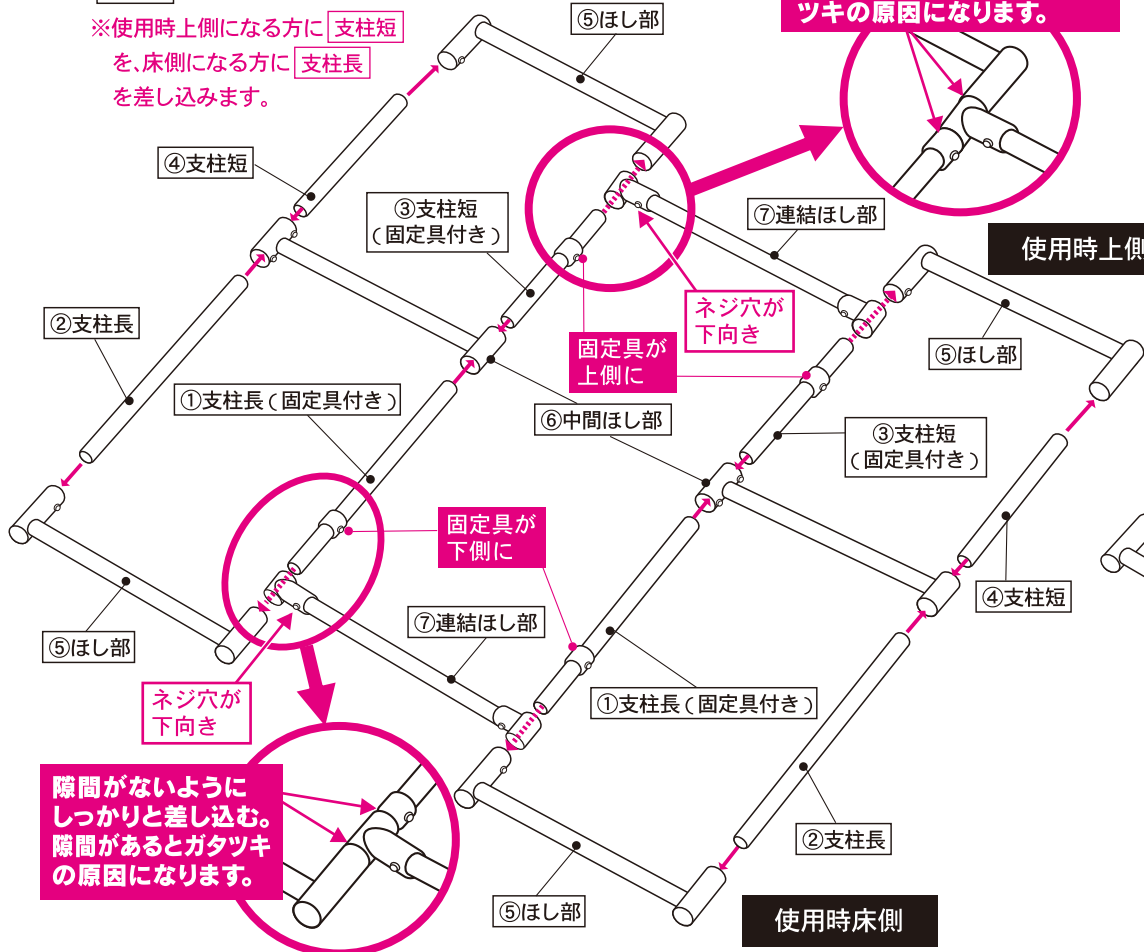 ※使用時上側になる方に 支柱短
を、床側になる方に 支柱長
を差し込みます。
⑤ほし部
ツキの原因になります。
④支柱短
③支柱短
(固定具付き)
⑦連結ほし部
使用時上側
②支柱長
ネジ穴が
下向き
固定具が
上側に
⑤ほし部
①支柱長(固定具付き)
⑥中間ほし部
③支柱短
(固定具付き)
固定具が
下側に
④支柱短
⑤ほし部
⑦連結ほし部
ネジ穴が
下向き
①支柱長(固定具付き)
隙間がないように
しっかりと差し込む。
隙間があるとガタツキ
の原因になります。
②支柱長
⑤ほし部
使用時床側